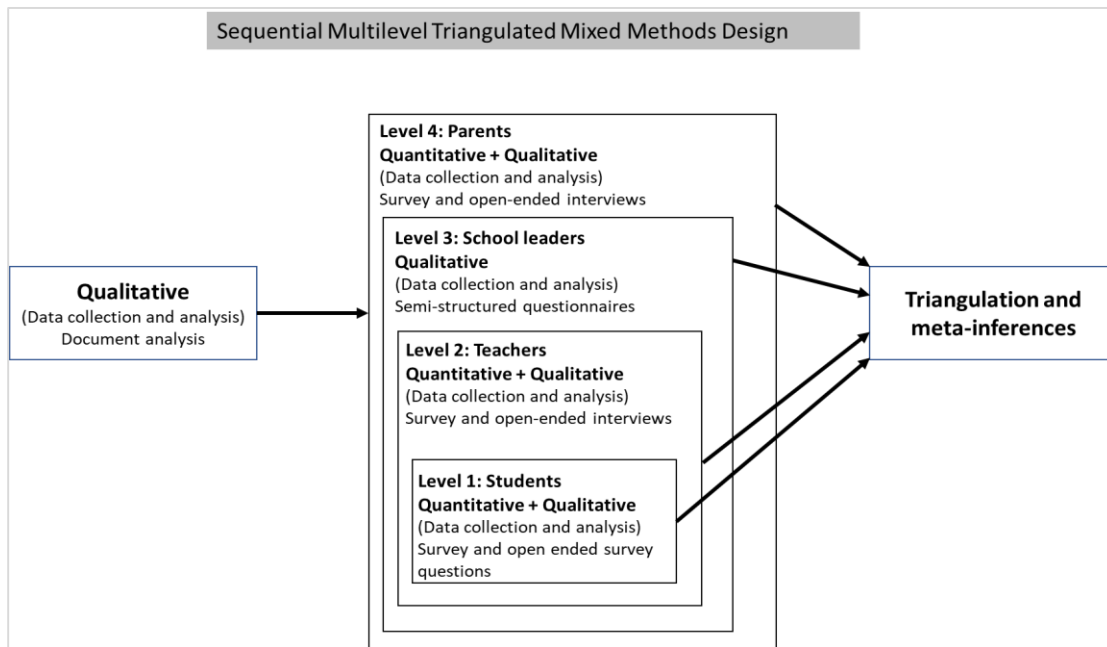 Sequential Multilevel Triangulated Mixed Methods Design
Level 4: Parents
Quantitative + Qualitative
(Data collection and analysis)
Survey and open-ended interviews
Level 3: School leaders
Qualitative
(Data collection and analysis)
Semi-structured questionnaires
Qualitative
(Data collection and analysis)
Document analysis
Triangulation and
meta-inferences
Level 2: Teachers
Quantitative + Qualitative
(Data collection and analysis)
Survey and open-ended interviews
Level 1: Students
Quantitative + Qualitative
(Data collection and analysis)
Survey and open ended survey
questions